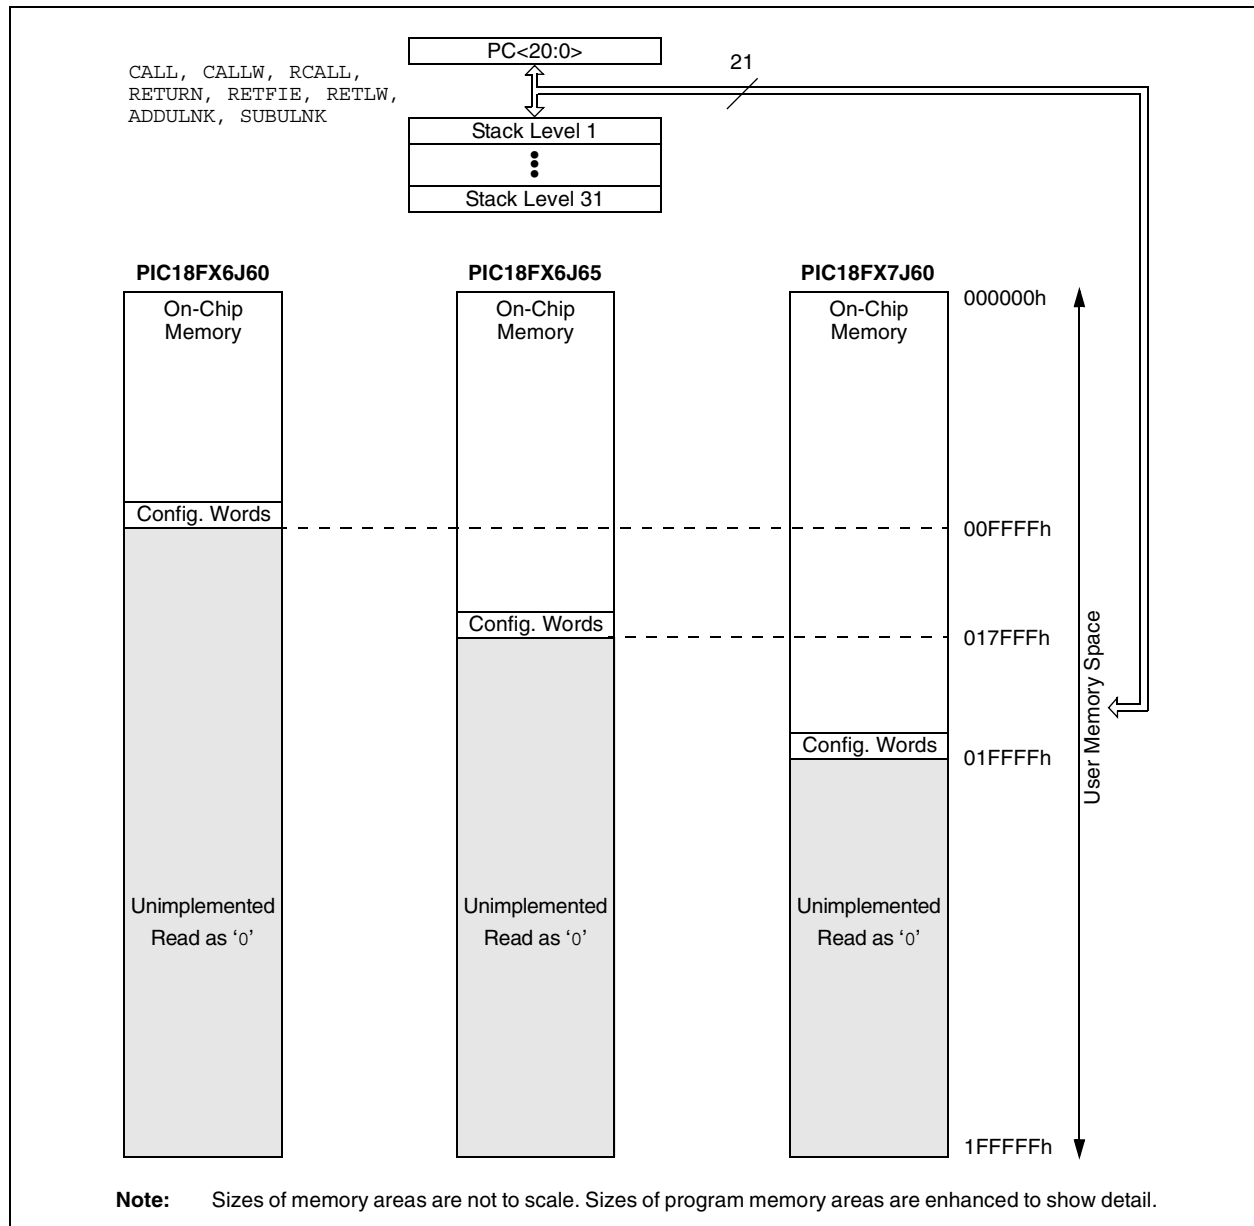 PC<20:0>
21
CALL, CALLW, RCALL,
RETURN, RETFIE, RETLW,
ADDULNK, SUBULNK
Stack Level 1
Stack Level 31
PIC18FX6J60
PIC18FX6J65
PIC18FX7J60
On-Chip
Memory
On-Chip
Memory
On-Chip
Memory
000000h
Config. Words
00FFFFh
Config. Words
017FFFh
Config. Words
01FFFFh
User Memory Space
Unimplemented
Read as ‘0’
Unimplemented
Read as ‘0’
Unimplemented
Read as ‘0’
1FFFFFh
Note: Sizes of memory areas are not to scale. Sizes of program memory areas are enhanced to show detail.